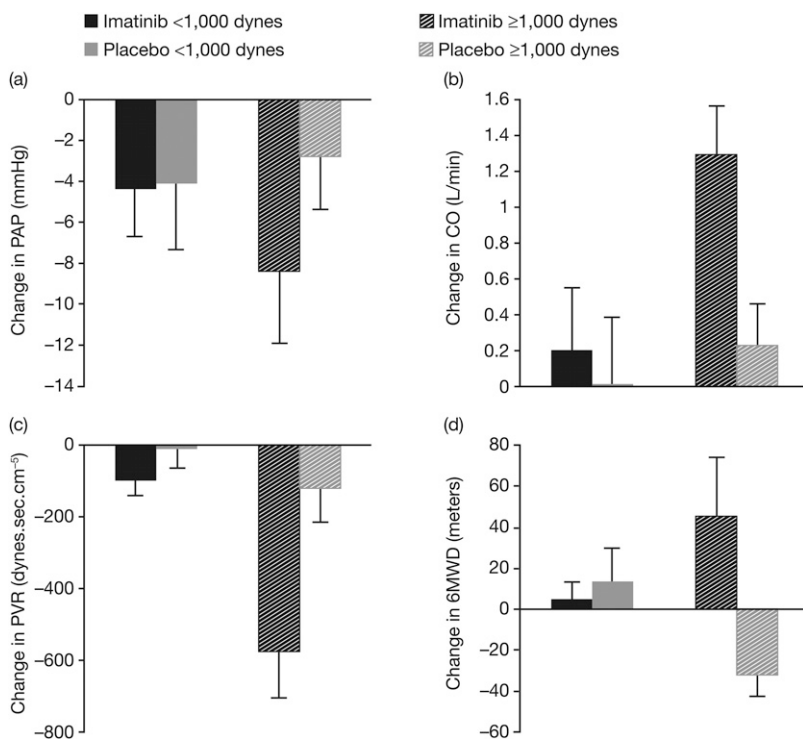 Imatinib <1,000 dynes
Imatinib ≥1,000 dynes
Placebo <1,000 dynes
Placebo ≥1,000 dynes
(a)
Change in PAP (mmHg)
0
−2
−4
−6
−8
−10
−12
−14
(b)
Change in CO (L/min)
1.6
1.4
1.2
1
0.8
0.6
0.4
0.2
0
(c)
Change in PVR (dynes.sec.cm⁻⁵)
0
−200
−400
−600
−800
(d)
Change in 6MWD (meters)
80
60
40
20
0
−20
−40
−60